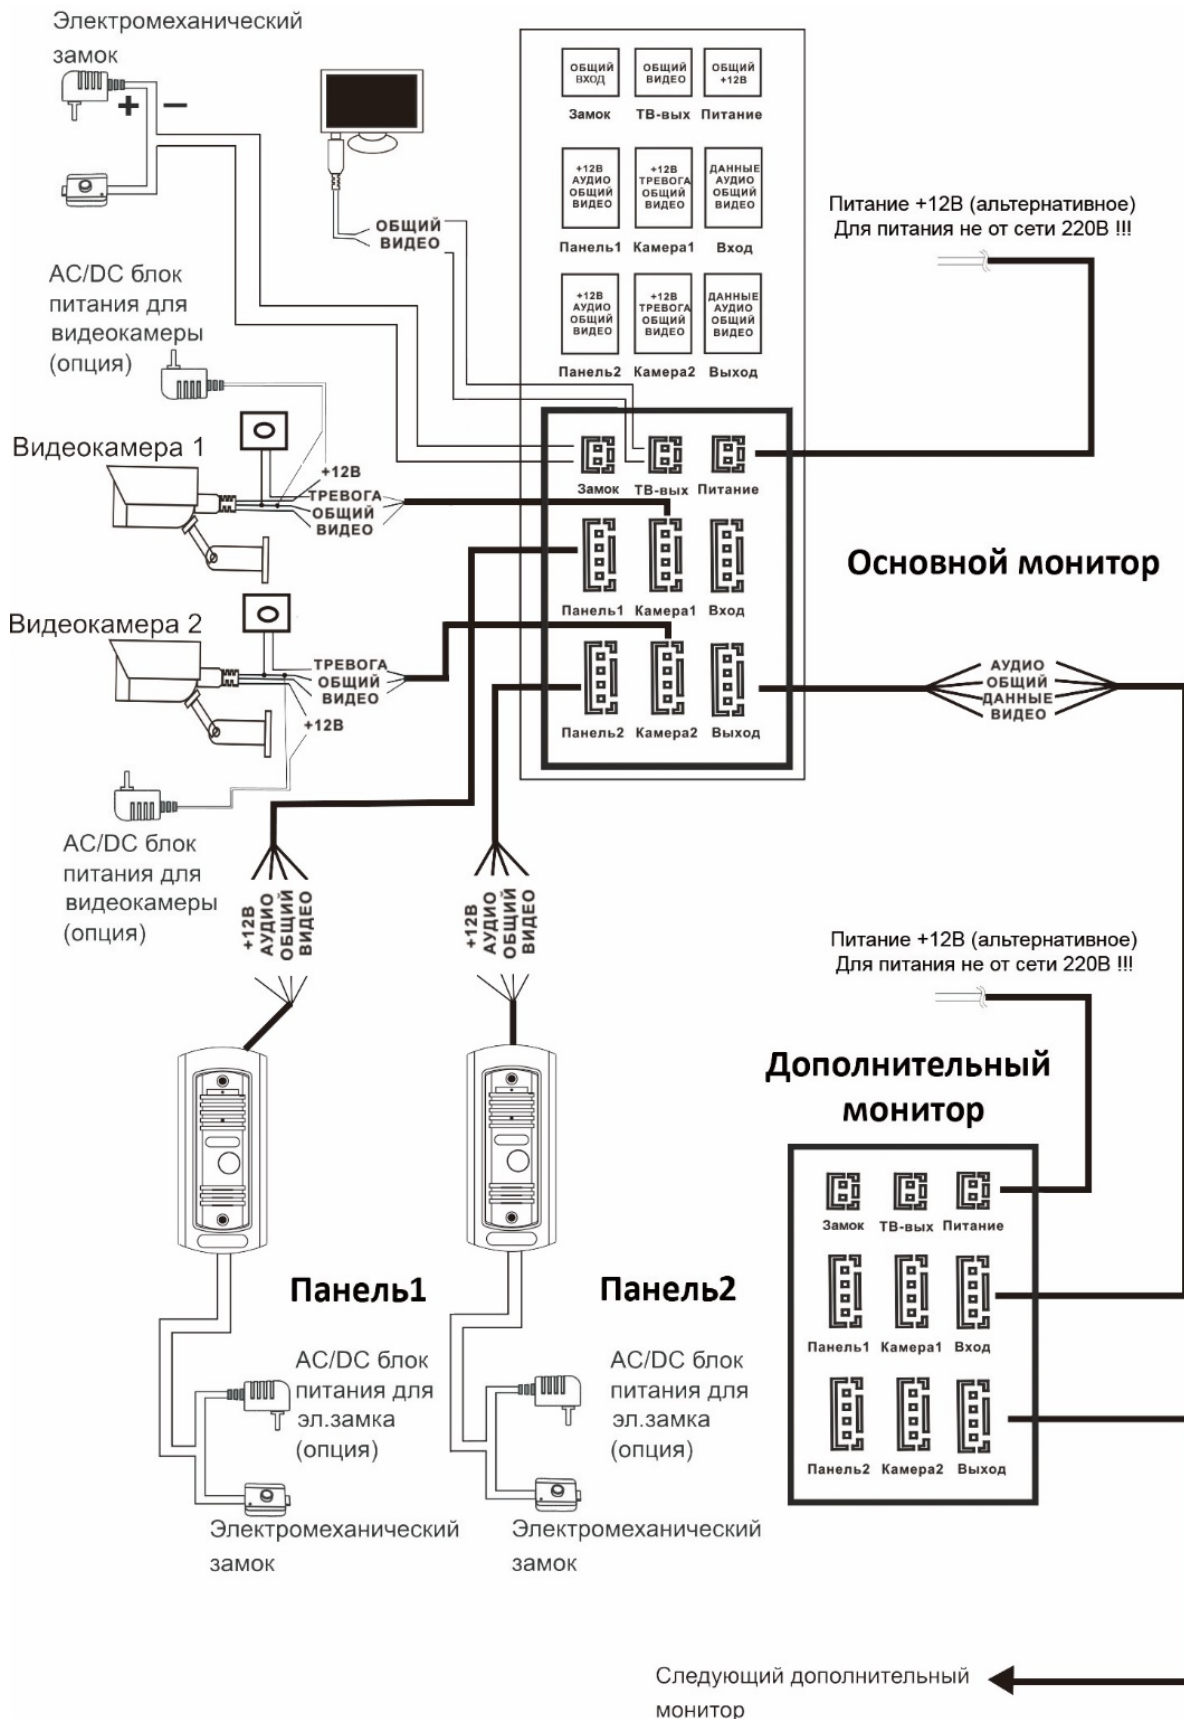 Электромеханический
замок
+ −
ОБЩИЙ
ВХОД
Замок
ОБЩИЙ
ВИДЕО
ТВ-вых
ОБЩИЙ
+12В
Питание
+12В
АУДИО
ОБЩИЙ
ВИДЕО
Панель1
+12В
ТРЕВОГА
ОБЩИЙ
ВИДЕО
Камера1
ДАННЫЕ
АУДИО
ОБЩИЙ
ВИДЕО
Вход
+12В
АУДИО
ОБЩИЙ
ВИДЕО
Панель2
+12В
ТРЕВОГА
ОБЩИЙ
ВИДЕО
Камера2
ДАННЫЕ
АУДИО
ОБЩИЙ
ВИДЕО
Выход
ОБЩИЙ
ВИДЕО
Питание +12В (альтернативное)
Для питания не от сети 220В !!!
AC/DC блок
питания для
видеокамеры
(опция)
Видеокамера 1
+12В
ТРЕВОГА
ОБЩИЙ
ВИДЕО
Замок ТВ-вых Питание
Панель1 Камера1 Вход
Панель2 Камера2 Выход
Основной монитор
Видеокамера 2
ТРЕВОГА
ОБЩИЙ
ВИДЕО
+12В
АУДИО
ОБЩИЙ
ДАННЫЕ
ВИДЕО
AC/DC блок
питания для
видеокамеры
(опция)
+12В
АУДИО
ОБЩИЙ
ВИДЕО
+12В
АУДИО
ОБЩИЙ
ВИДЕО
Питание +12В (альтернативное)
Для питания не от сети 220В !!!
Дополнительный
монитор
Замок ТВ-вых Питание
Панель1 Камера1 Вход
Панель2 Камера2 Выход
Панель1
Панель2
AC/DC блок
питания для
эл.замка
(опция)
AC/DC блок
питания для
эл.замка
(опция)
Электромеханический
замок
Электромеханический
замок
Следующий дополнительный
монитор